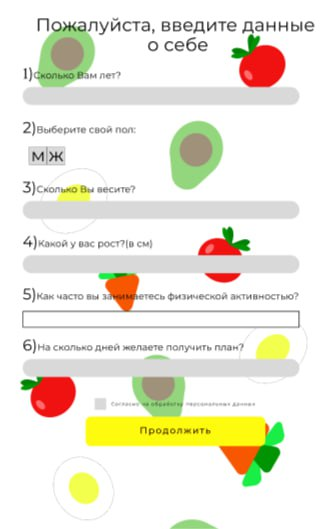 Пожалуйста, введите данные
о себе
1)Сколько Вам лет?
2)Выберите свой пол:
М Ж
3)Сколько Вы весите?
4)Какой у вас рост?(в см)
5)Как часто вы занимаетесь физической активностью?
6)На сколько дней желаете получить план?
Согласие на обработку персональных данных
Продолжить